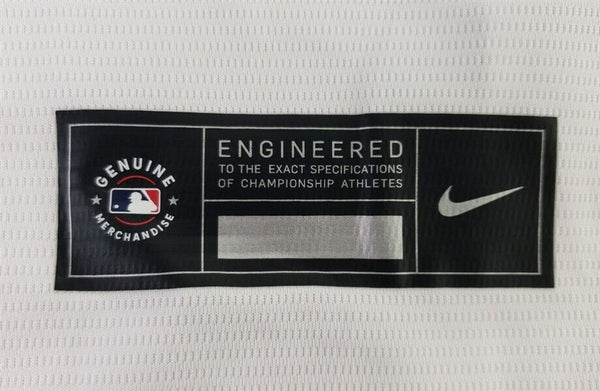 GENUINE
MERCHANDISE
ENGINEERED
TO THE EXACT SPECIFICATIONS
OF CHAMPIONSHIP ATHLETES